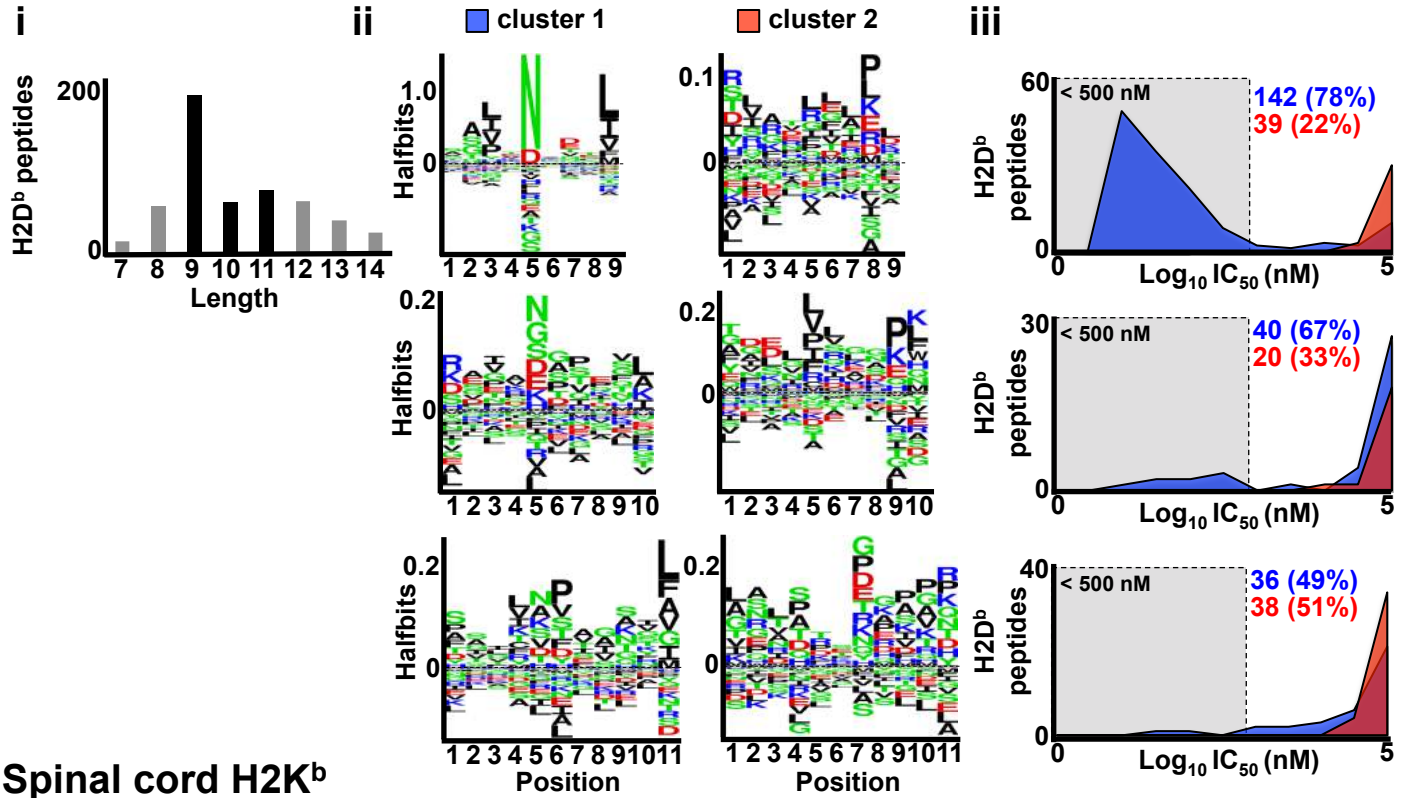 i
ii
cluster 1
cluster 2
iii
H2Dᵇ peptides
200
0
7 8 9 10 11 12 13 14
Length
Halfbits
1.0
0
1 2 3 4 5 6 7 8 9
0.1
0
1 2 3 4 5 6 7 8 9
H2Dᵇ peptides
60
0
< 500 nM
142 (78%)
39 (22%)
0
5
Log₁₀ IC₅₀ (nM)
Halfbits
0.2
0
1 2 3 4 5 6 7 8 9 10
0.2
0
1 2 3 4 5 6 7 8 9 10
H2Dᵇ peptides
30
0
< 500 nM
40 (67%)
20 (33%)
0
5
Log₁₀ IC₅₀ (nM)
Halfbits
0.2
0
1 2 3 4 5 6 7 8 9 10 11
Position
0.2
0
1 2 3 4 5 6 7 8 9 10 11
Position
H2Dᵇ peptides
40
0
< 500 nM
36 (49%)
38 (51%)
0
5
Log₁₀ IC₅₀ (nM)
Spinal cord H2Kᵇ